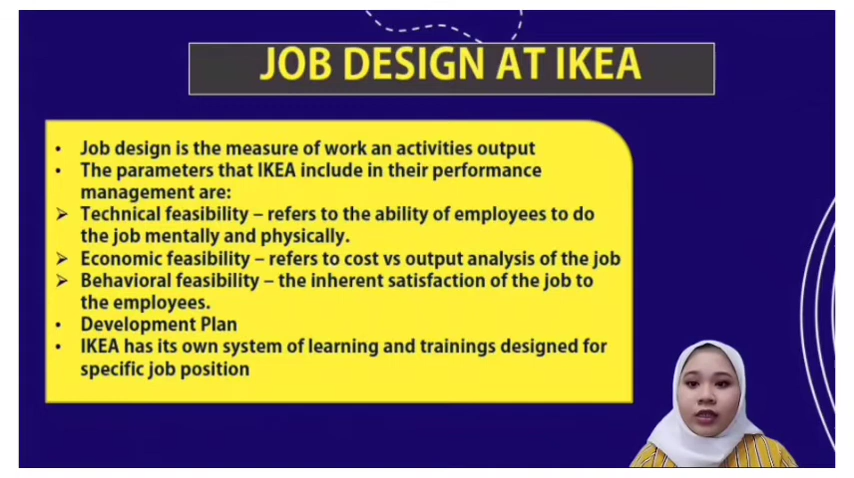 JOB DESIGN AT IKEA
• Job design is the measure of work an activities output
• The parameters that IKEA include in their performance
management are:
➢ Technical feasibility – refers to the ability of employees to do
the job mentally and physically.
➢ Economic feasibility – refers to cost vs output analysis of the job
➢ Behavioral feasibility – the inherent satisfaction of the job to
the employees.
• Development Plan
• IKEA has its own system of learning and trainings designed for
specific job position